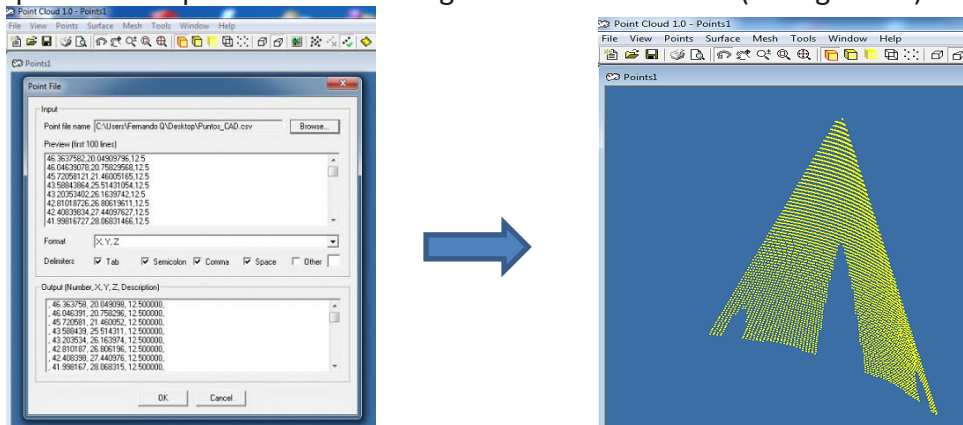 Point Cloud 1.0 - Points1
File View Points Surface Mesh Tools Window Help
Points1
Point File
Input
Point file name C:\Users\Fernando Q\Desktop\Puntos_CAD.csv Browse...
Preview (first 100 lines)
46.3637582,20.04909796,12.5
46.04639078,20.75829568,12.5
45.72058121,21.46005165,12.5
43.58843864,25.51431054,12.5
43.20353402,26.1639742,12.5
42.81018726,26.80619611,12.5
42.40839834,27.44097627,12.5
41.99816727,28.06831466,12.5
Format X, Y, Z
Delimiters Tab Semicolon Comma Space Other
Output (Number, X, Y, Z, Description)
, 46.363758, 20.049098, 12.500000,
, 46.046391, 20.758296, 12.500000,
, 45.720581, 21.460052, 12.500000,
, 43.588439, 25.514311, 12.500000,
, 43.203534, 26.163974, 12.500000,
, 42.810187, 26.806196, 12.500000,
, 42.408398, 27.440976, 12.500000,
, 41.998167, 28.068315, 12.500000,
OK Cancel
Point Cloud 1.0 - Points1
File View Points Surface Mesh Tools Window Help
Points1